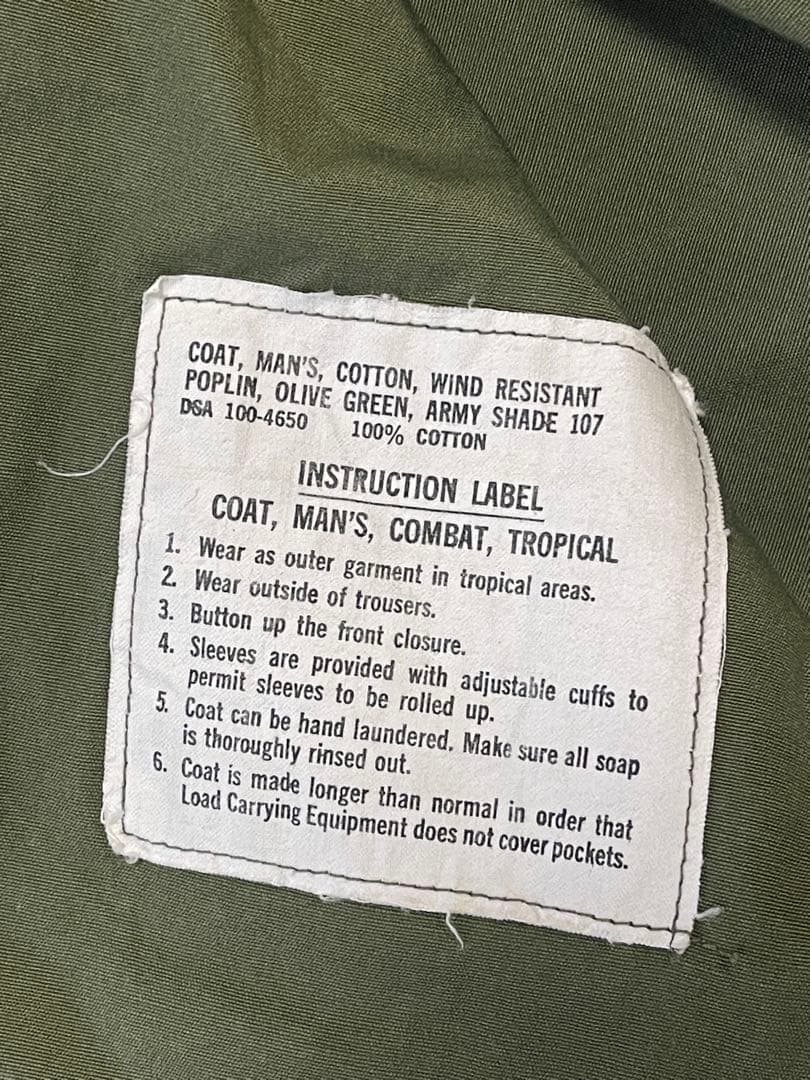 COAT, MAN'S, COTTON, WIND RESISTANT
POPLIN, OLIVE GREEN, ARMY SHADE 107
DSA 100-4650 100% COTTON
INSTRUCTION LABEL
COAT, MAN'S, COMBAT, TROPICAL
1. Wear as outer garment in tropical areas.
2. Wear outside of trousers.
3. Button up the front closure.
4. Sleeves are provided with adjustable cuffs to
permit sleeves to be rolled up.
5. Coat can be hand laundered. Make sure all soap
is thoroughly rinsed out.
6. Coat is made longer than normal in order that
Load Carrying Equipment does not cover pockets.